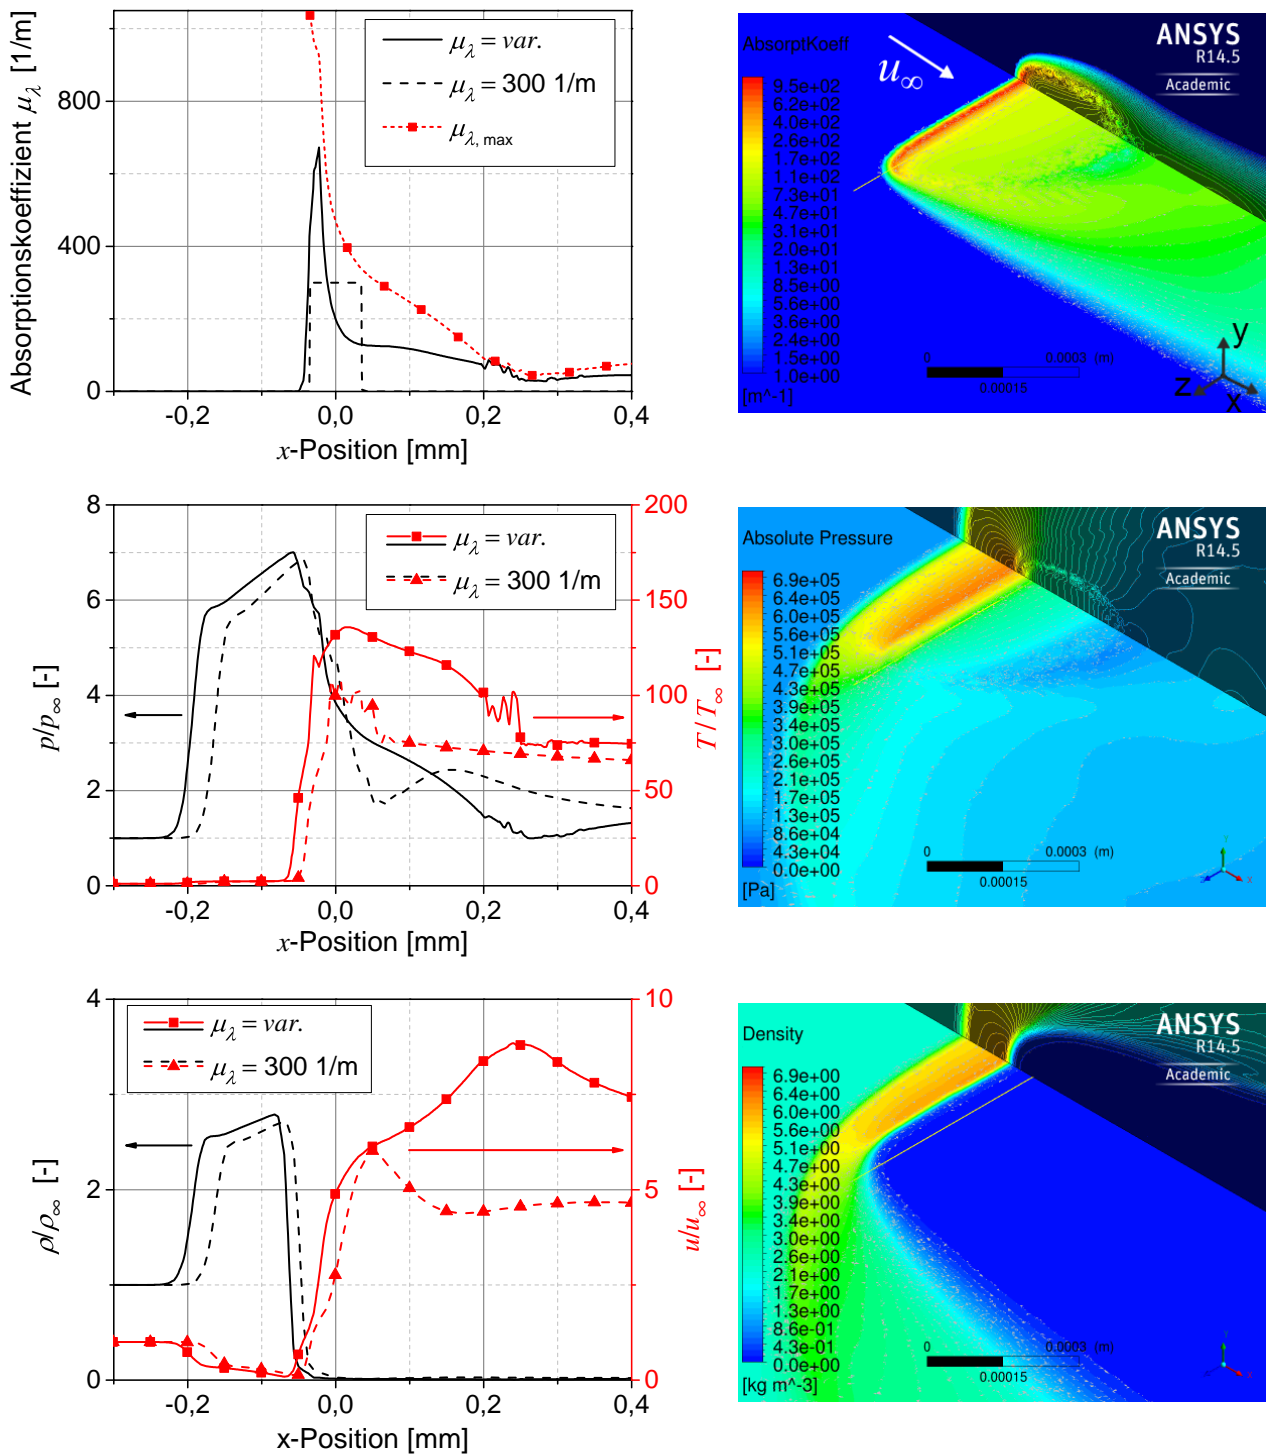 Absorptionskoeffizient μλ [1/m]
800
400
0
μλ = var.
μλ = 300 1/m
μλ, max
-0,2
0,0
0,2
0,4
x-Position [mm]
AbsorptKoeff
u∞
ANSYS
R14.5
Academic
9.5e+02
6.2e+02
4.0e+02
2.6e+02
1.7e+02
1.1e+02
7.3e+01
4.7e+01
3.1e+01
2.0e+01
1.3e+01
8.6e+00
5.6e+00
3.6e+00
2.4e+00
1.5e+00
1.0e+00
[m^-1]
0
0.0003 (m)
0.00015
y
z
x
p/p∞ [-]
8
6
4
2
0
μλ = var.
μλ = 300 1/m
200
150
100
50
0
T/T∞ [-]
-0,2
0,0
0,2
0,4
x-Position [mm]
Absolute Pressure
ANSYS
R14.5
Academic
6.9e+05
6.4e+05
6.0e+05
5.6e+05
5.1e+05
4.7e+05
4.3e+05
3.9e+05
3.4e+05
3.0e+05
2.6e+05
2.1e+05
1.7e+05
1.3e+05
8.6e+04
4.3e+04
0.0e+00
[Pa]
0
0.0003 (m)
0.00015
ρ/ρ∞ [-]
4
2
0
μλ = var.
μλ = 300 1/m
10
5
0
u/u∞ [-]
-0,2
0,0
0,2
0,4
x-Position [mm]
Density
ANSYS
R14.5
Academic
6.9e+00
6.4e+00
6.0e+00
5.6e+00
5.1e+00
4.7e+00
4.3e+00
3.9e+00
3.4e+00
3.0e+00
2.6e+00
2.1e+00
1.7e+00
1.3e+00
8.6e-01
4.3e-01
0.0e+00
[kg m^-3]
0
0.0003 (m)
0.00015